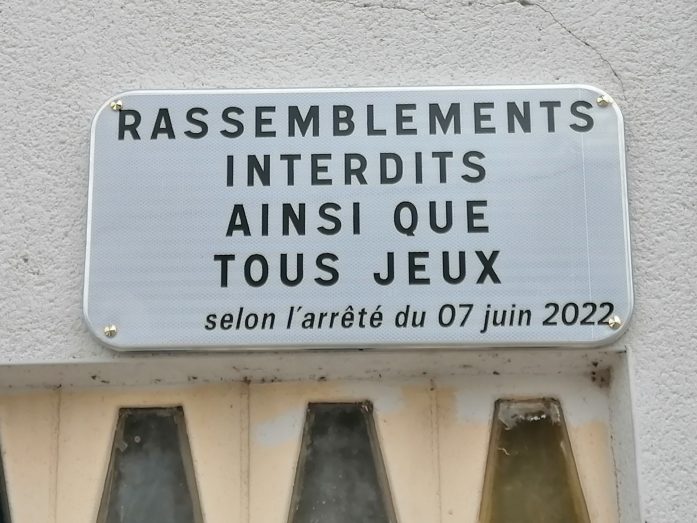 RASSEMBLEMENTS
INTERDITS
AINSI QUE
TOUS JEUX
selon l'arrêté du 07 juin 2022